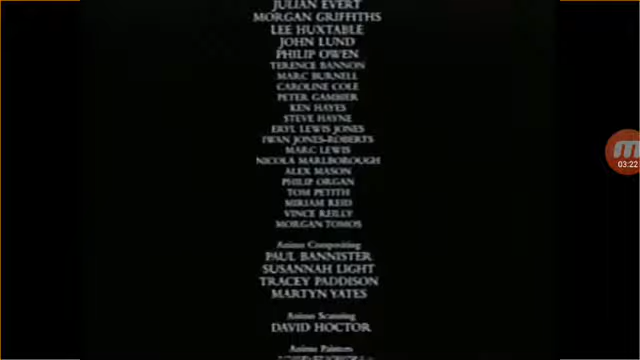 JULIAN EVERT
MORGAN GRIFFITHS
LEE HUXTABLE
JOHN LUND
PHILIP OWEN
TERENCE BANNON
MARC BURNELL
CAROLINE COLE
PETER GAMBIER
KEN HAYES
STEVE HAYNE
ERYL LEWIS JONES
IWAN JONES-ROBERTS
MARC LEWIS
NICOLA MARLBOROUGH
ALEX MASON
PHILIP ORGAN
TOM PETITH
MIRIAM REID
VINCE REILLY
MORGAN TOMOS
Animo Compositing
PAUL BANNISTER
SUSANNAH LIGHT
TRACEY PADDISON
MARTYN YATES
Animo Scanning
DAVID HOCTOR
Animo Painters
03:22